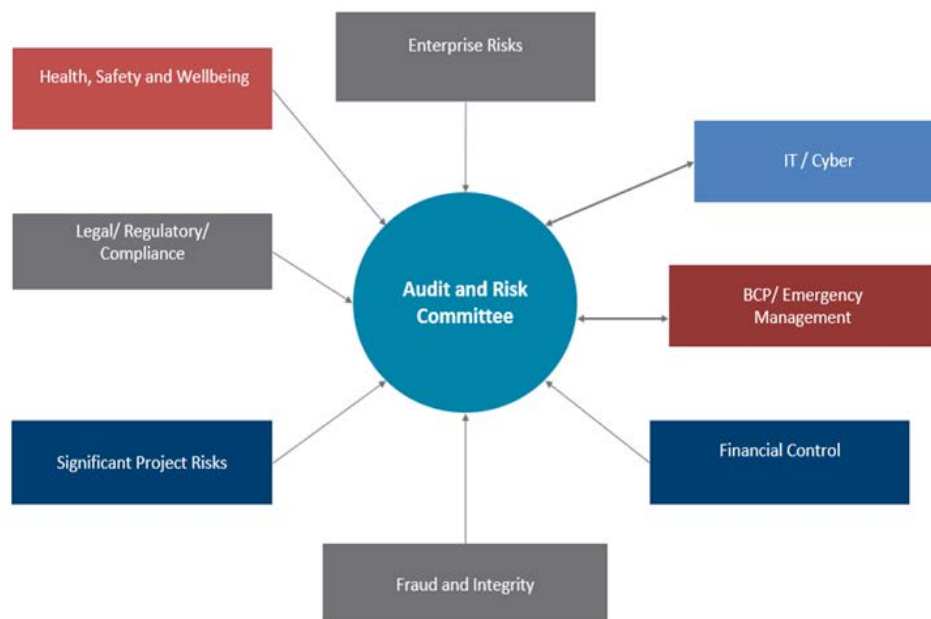 Enterprise Risks
Health, Safety and Wellbeing
IT / Cyber
Legal/ Regulatory/
Compliance
Audit and Risk
Committee
BCP/ Emergency
Management
Significant Project Risks
Financial Control
Fraud and Integrity